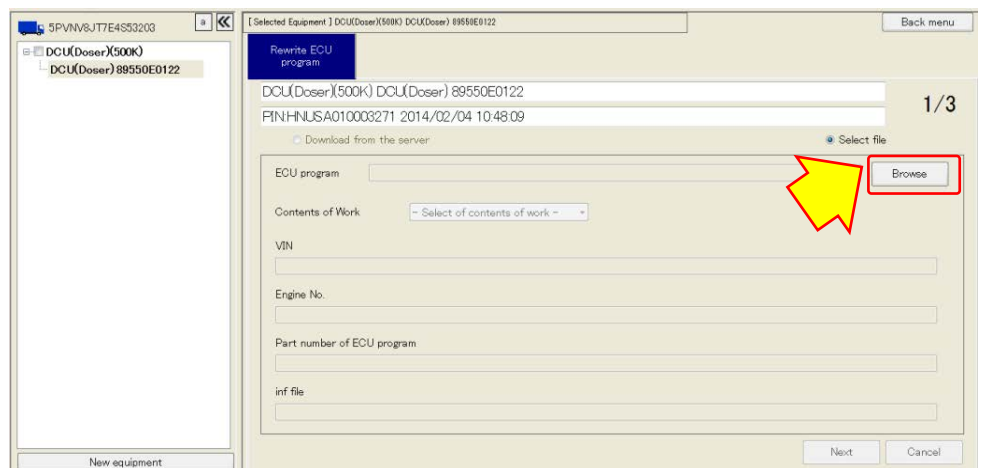 5PVNV8JT7E4S53203
a
[ Selected Equipment ] DCU(Doser)(500K) DCU(Doser) 89550E0122
Back menu
DCU(Doser)(500K)
DCU(Doser) 89550E0122
Rewrite ECU
program
DCU(Doser)(500K) DCU(Doser) 89550E0122
1/3
PIN:HNUSA010003271 2014/02/04 10:48:09
Download from the server
Select file
ECU program
Browse
Contents of Work
- Select of contents of work -
VIN
Engine No.
Part number of ECU program
inf file
Next
Cancel
New equipment